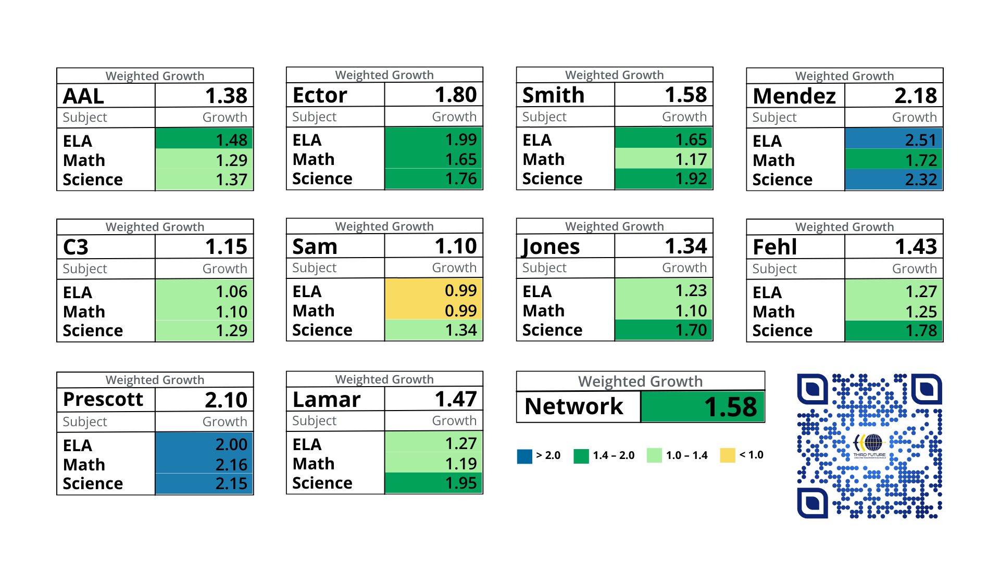 Weighted Growth
AAL 1.38
Subject Growth
ELA 1.48
Math 1.29
Science 1.37
Weighted Growth
Ector 1.80
Subject Growth
ELA 1.99
Math 1.65
Science 1.76
Weighted Growth
Smith 1.58
Subject Growth
ELA 1.65
Math 1.17
Science 1.92
Weighted Growth
Mendez 2.18
Subject Growth
ELA 2.51
Math 1.72
Science 2.32
Weighted Growth
C3 1.15
Subject Growth
ELA 1.06
Math 1.10
Science 1.29
Weighted Growth
Sam 1.10
Subject Growth
ELA 0.99
Math 0.99
Science 1.34
Weighted Growth
Jones 1.34
Subject Growth
ELA 1.23
Math 1.10
Science 1.70
Weighted Growth
Fehl 1.43
Subject Growth
ELA 1.27
Math 1.25
Science 1.78
Weighted Growth
Prescott 2.10
Subject Growth
ELA 2.00
Math 2.16
Science 2.15
Weighted Growth
Lamar 1.47
Subject Growth
ELA 1.27
Math 1.19
Science 1.95
Weighted Growth
Network 1.58
> 2.0 1.4 – 2.0 1.0 – 1.4 < 1.0
THIRD FUTURE
CREATING TOMORROW'S SCHOOLS